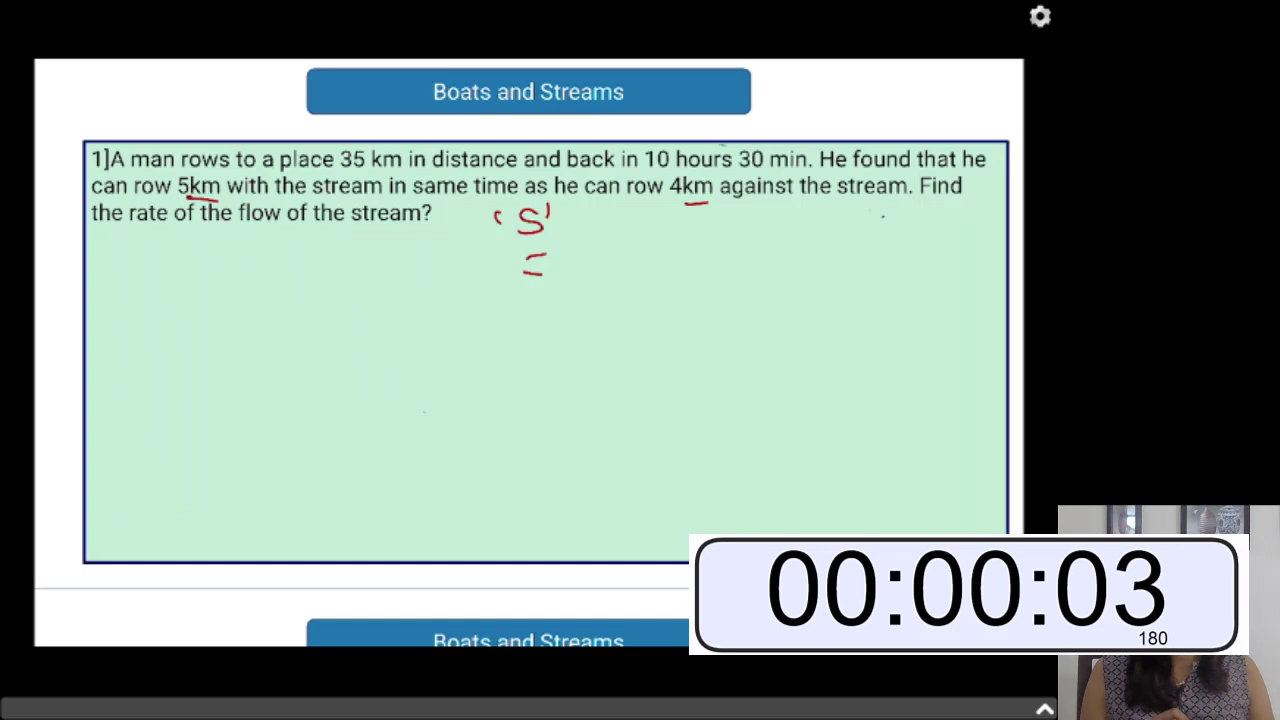 Boats and Streams
1]A man rows to a place 35 km in distance and back in 10 hours 30 min. He found that he
can row 5km with the stream in same time as he can row 4km against the stream. Find
the rate of the flow of the stream?
'S'
00:00:03
180
Boats and Streams